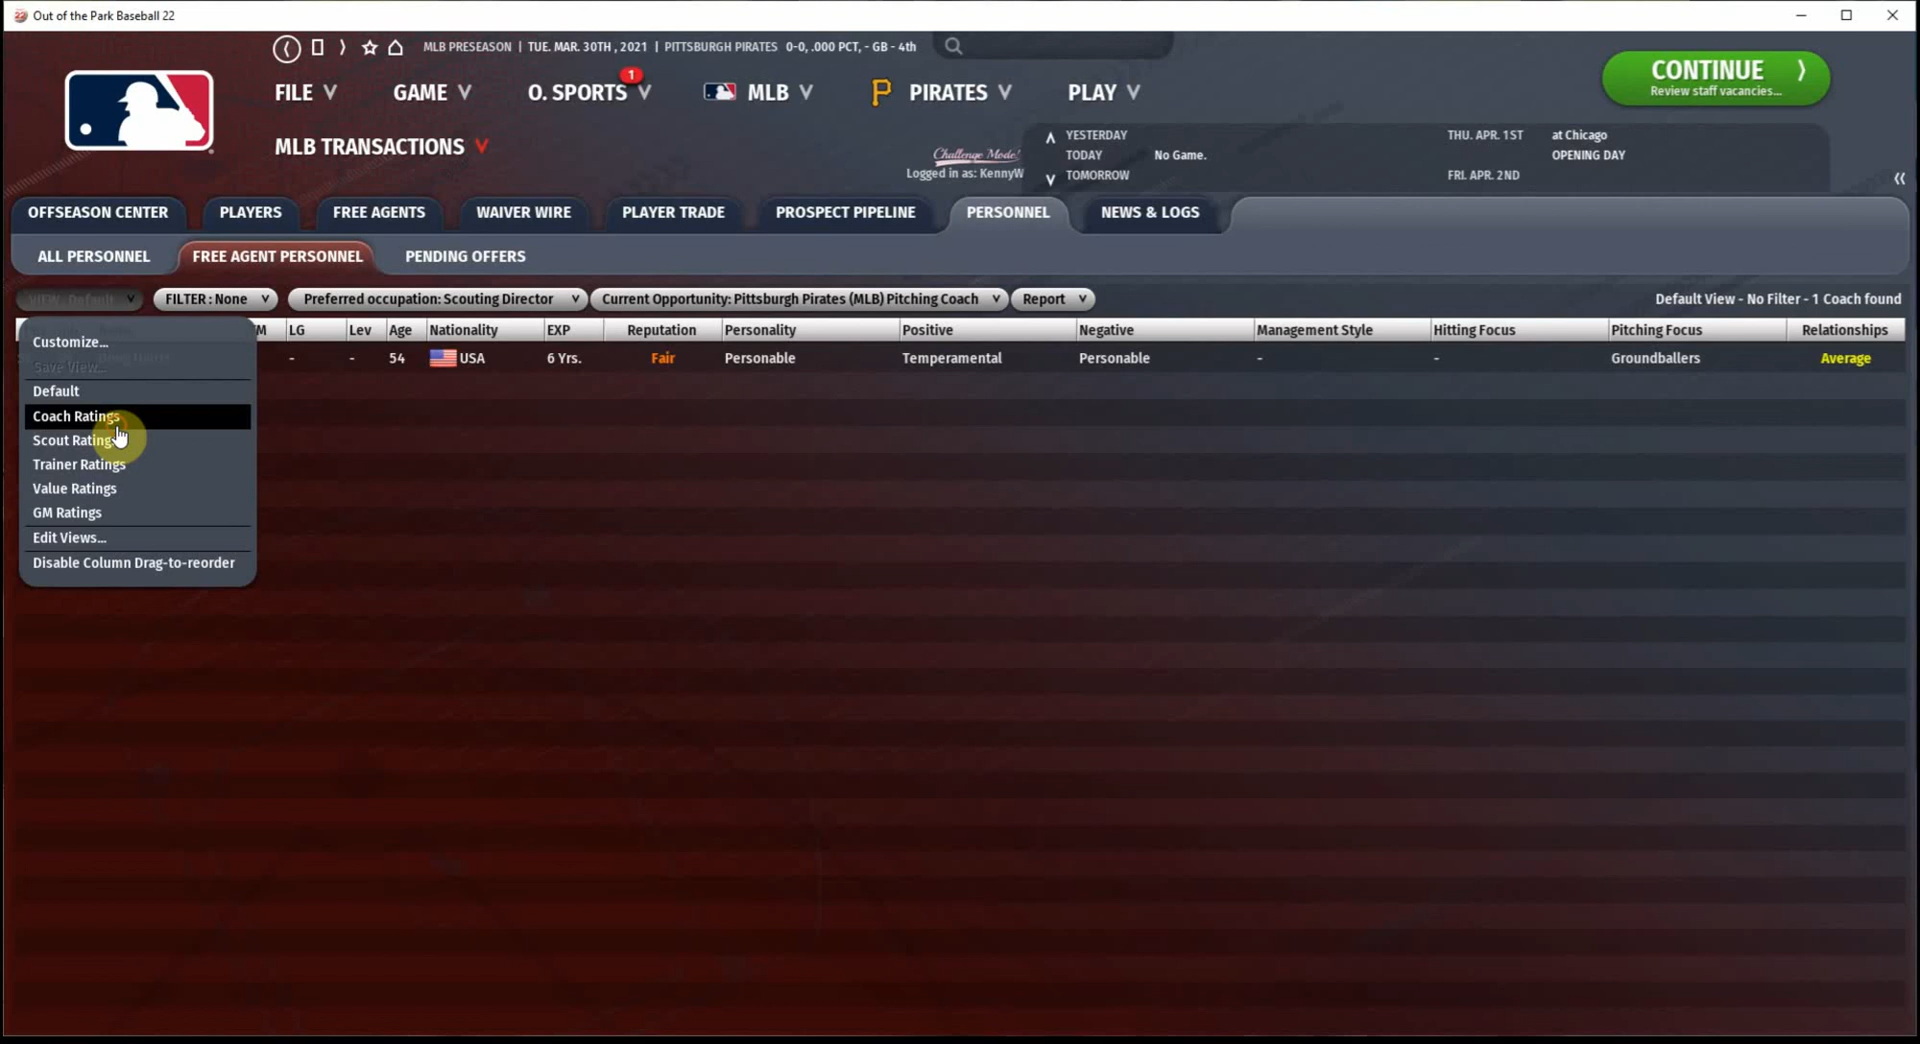 Out of the Park Baseball 22
MLB PRESEASON | TUE. MAR. 30TH , 2021 | PITTSBURGH PIRATES 0-0, .000 PCT, - GB - 4th
FILE GAME O. SPORTS 1 MLB PIRATES PLAY
CONTINUE
Review staff vacancies...
MLB TRANSACTIONS
Challenge Mode!
Logged in as: KennyW
YESTERDAY
TODAY No Game.
TOMORROW
THU. APR. 1ST at Chicago
OPENING DAY
FRI. APR. 2ND
OFFSEASON CENTER PLAYERS FREE AGENTS WAIVER WIRE PLAYER TRADE PROSPECT PIPELINE PERSONNEL NEWS & LOGS
ALL PERSONNEL FREE AGENT PERSONNEL PENDING OFFERS
VIEW: Default FILTER : None Preferred occupation: Scouting Director Current Opportunity: Pittsburgh Pirates (MLB) Pitching Coach Report Default View - No Filter - 1 Coach found
LG Lev Age Nationality EXP Reputation Personality Positive Negative Management Style Hitting Focus Pitching Focus Relationships
- - 54 USA 6 Yrs. Fair Personable Temperamental Personable - - Groundballers Average
Customize...
Save View...
Default
Coach Ratings
Scout Ratings
Trainer Ratings
Value Ratings
GM Ratings
Edit Views...
Disable Column Drag-to-reorder